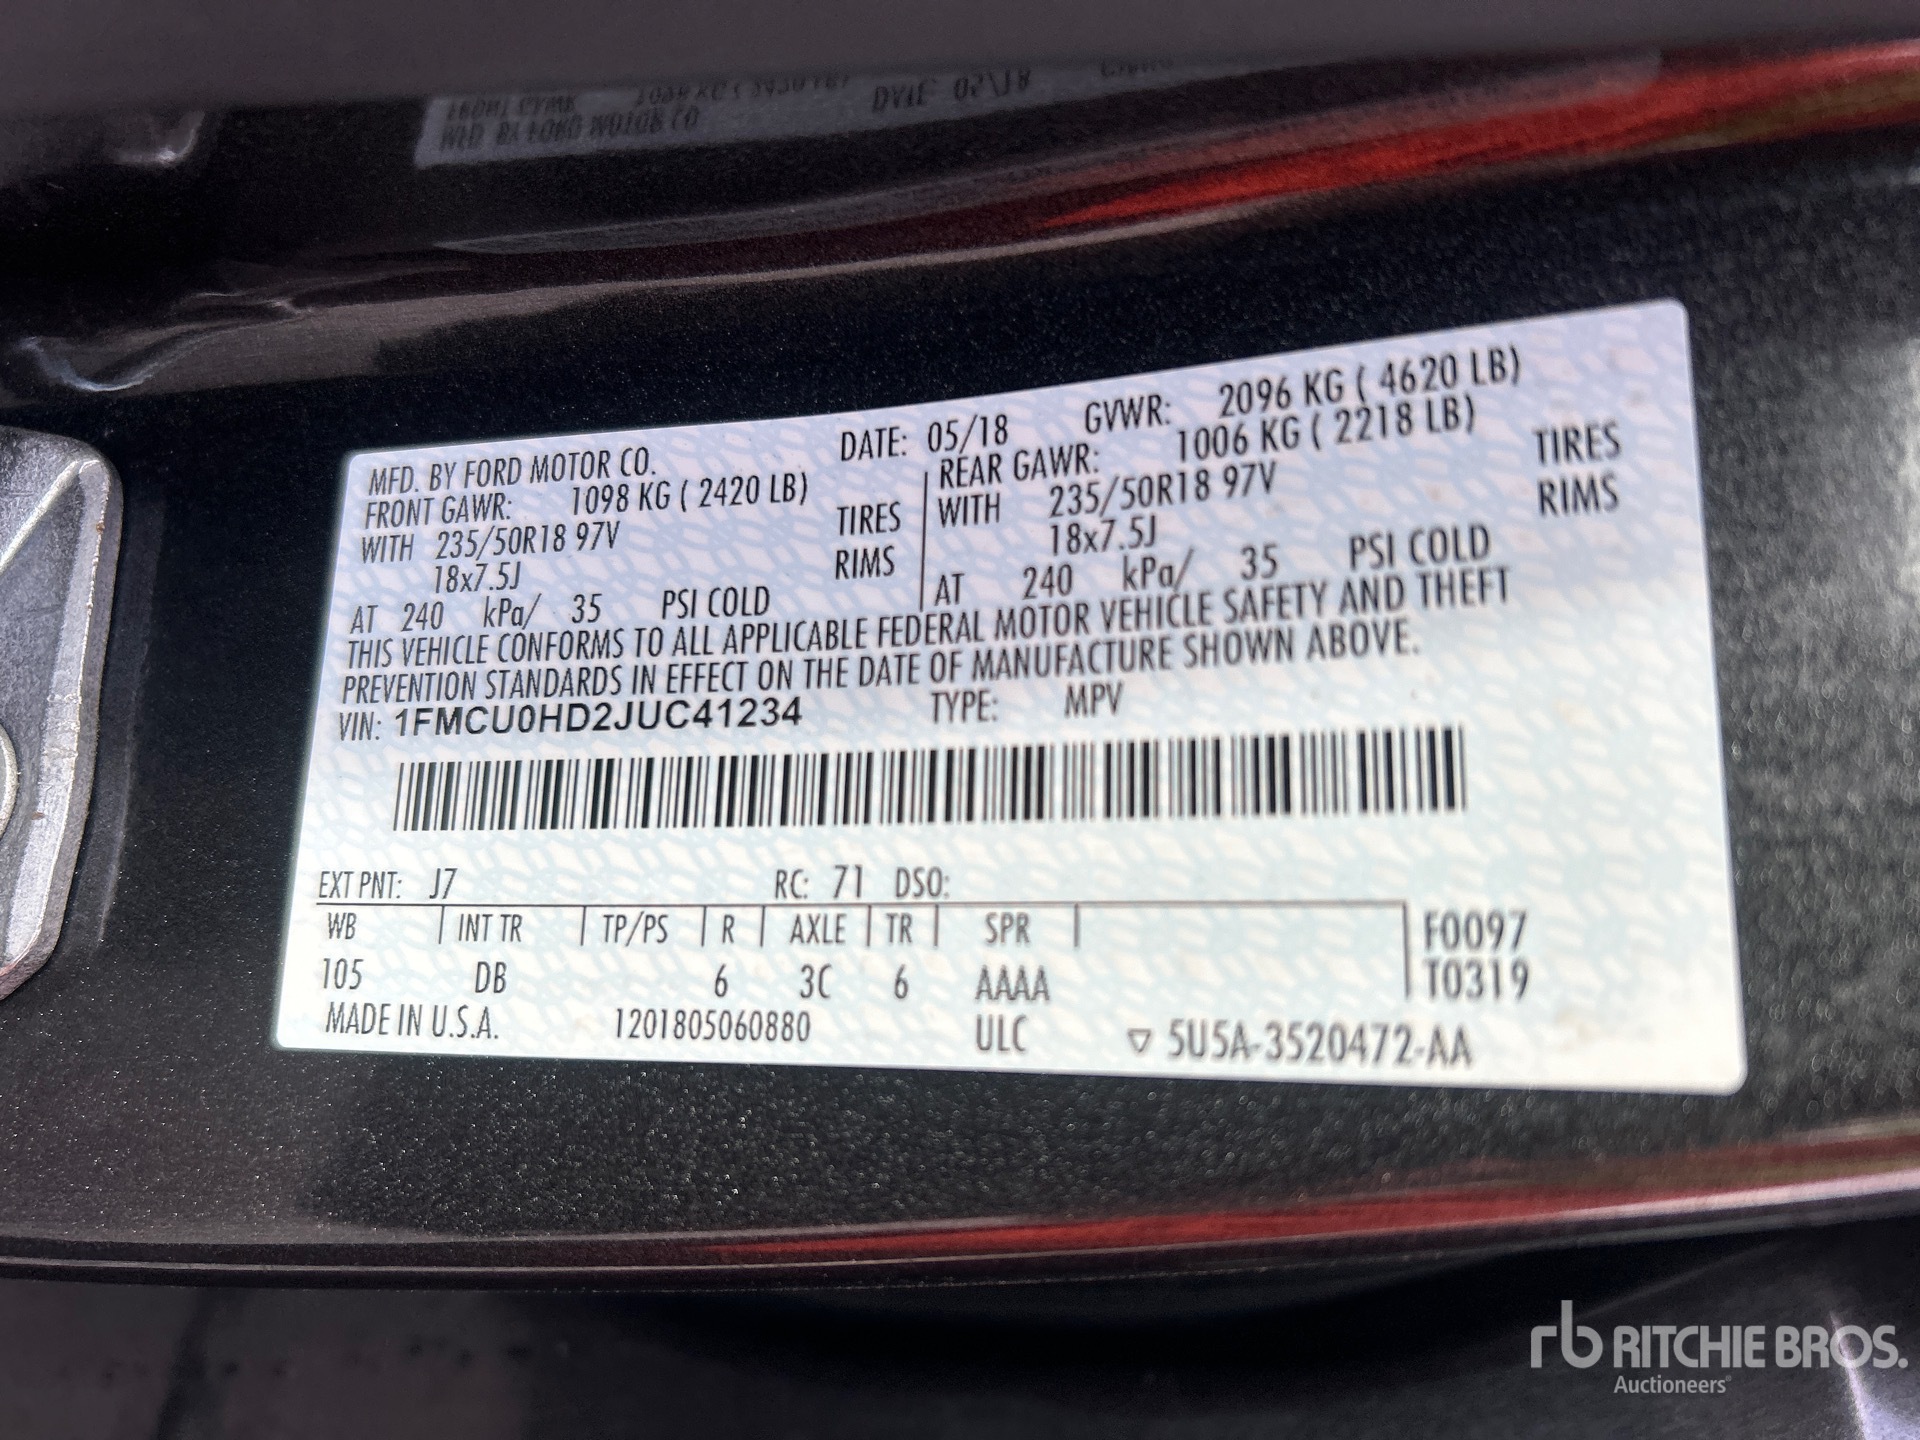 MFD. BY FORD MOTOR CO. DATE: 05/18 GVWR: 2096 KG ( 4620 LB)
FRONT GAWR: 1098 KG ( 2420 LB) REAR GAWR: 1006 KG ( 2218 LB)
WITH 235/50R18 97V TIRES WITH 235/50R18 97V TIRES
18x7.5J RIMS 18x7.5J RIMS
AT 240 kPa/ 35 PSI COLD AT 240 kPa/ 35 PSI COLD
THIS VEHICLE CONFORMS TO ALL APPLICABLE FEDERAL MOTOR VEHICLE SAFETY AND THEFT
PREVENTION STANDARDS IN EFFECT ON THE DATE OF MANUFACTURE SHOWN ABOVE.
VIN: 1FMCU0HD2JUC41234 TYPE: MPV
EXT PNT: J7 RC: 71 DSO:
WB INT TR TP/PS R AXLE TR SPR F0097
105 DB 6 3C 6 AAAA T0319
MADE IN U.S.A. 1201805060880 ULC ▽ 5U5A-3520472-AA
rb RITCHIE BROS.
Auctioneers